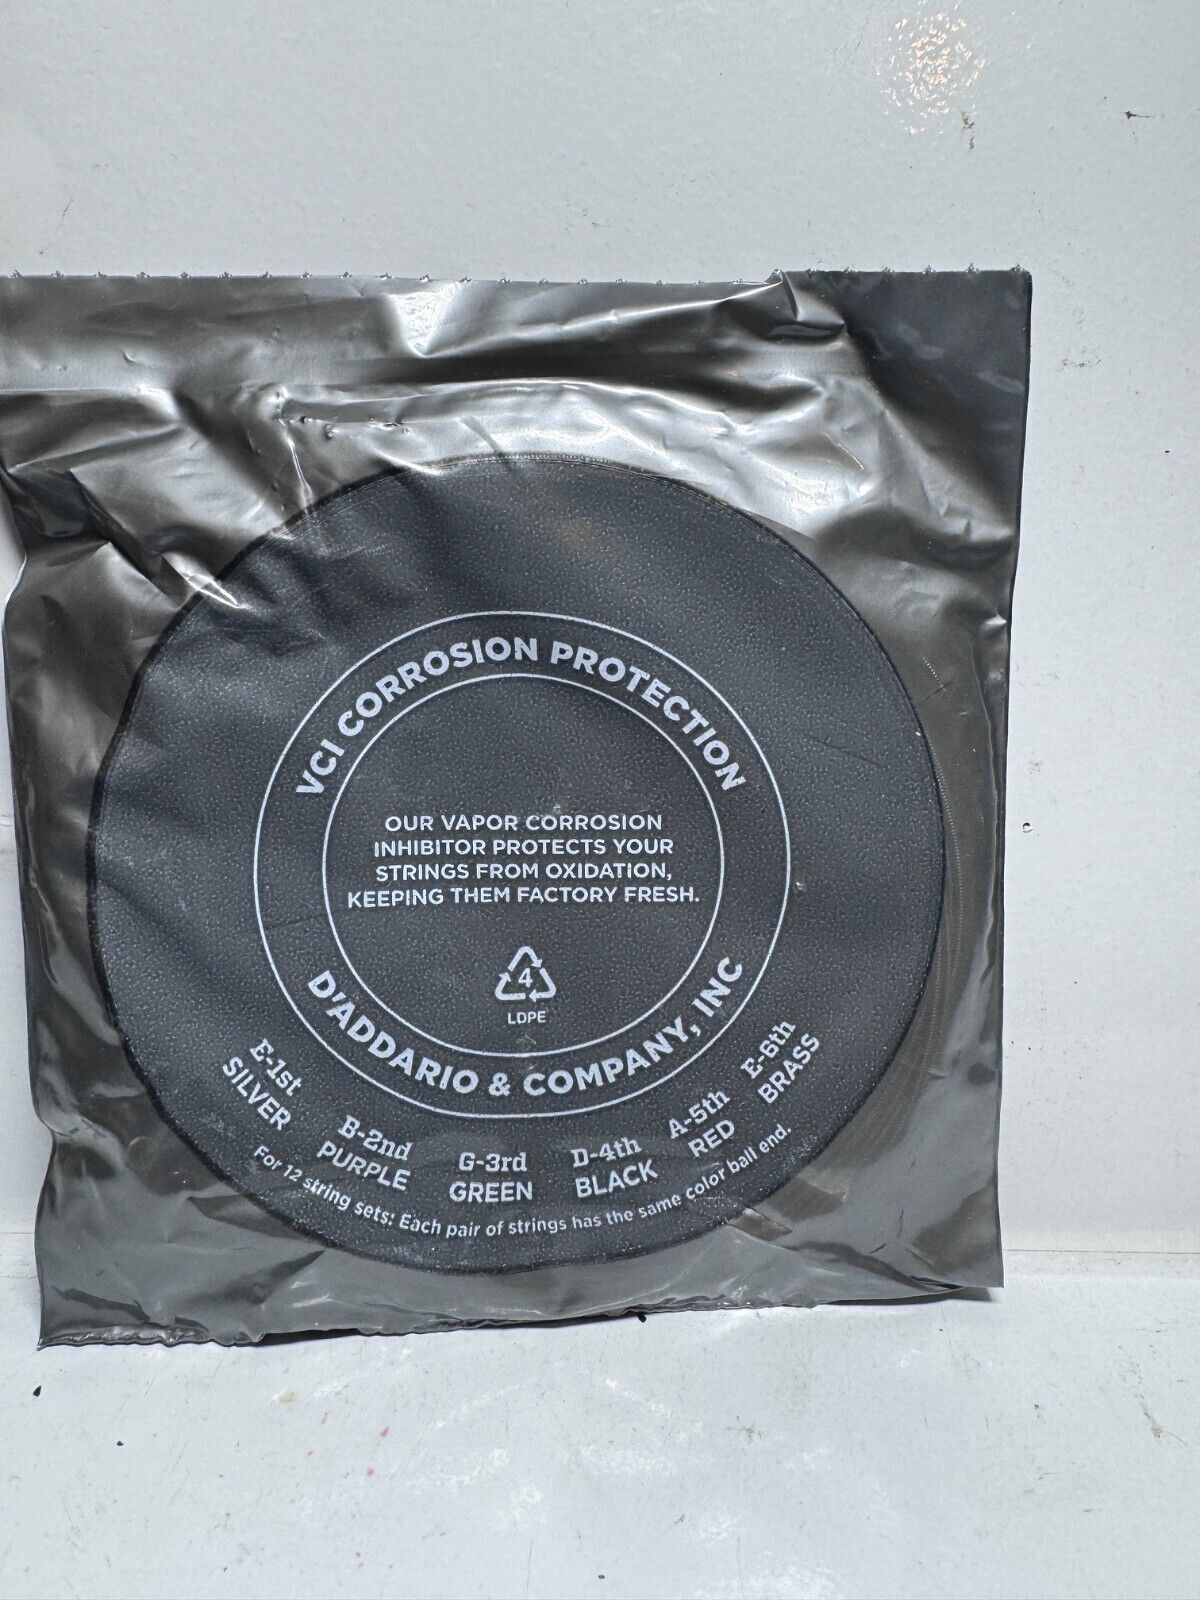 VCI CORROSION PROTECTION
OUR VAPOR CORROSION
INHIBITOR PROTECTS YOUR
STRINGS FROM OXIDATION,
KEEPING THEM FACTORY FRESH.
4
LDPE
D'ADDARIO & COMPANY, INC
E-1st
SILVER
B-2nd
PURPLE
G-3rd
GREEN
D-4th
BLACK
A-5th
RED
E-6th
BRASS
For 12 string sets: Each pair of strings has the same color ball end.